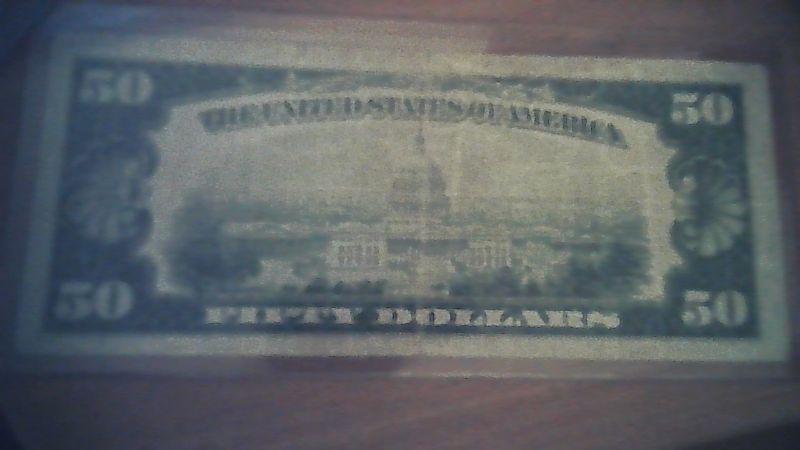 50 50
THE UNITED STATES OF AMERICA
50 50
FIFTY DOLLARS